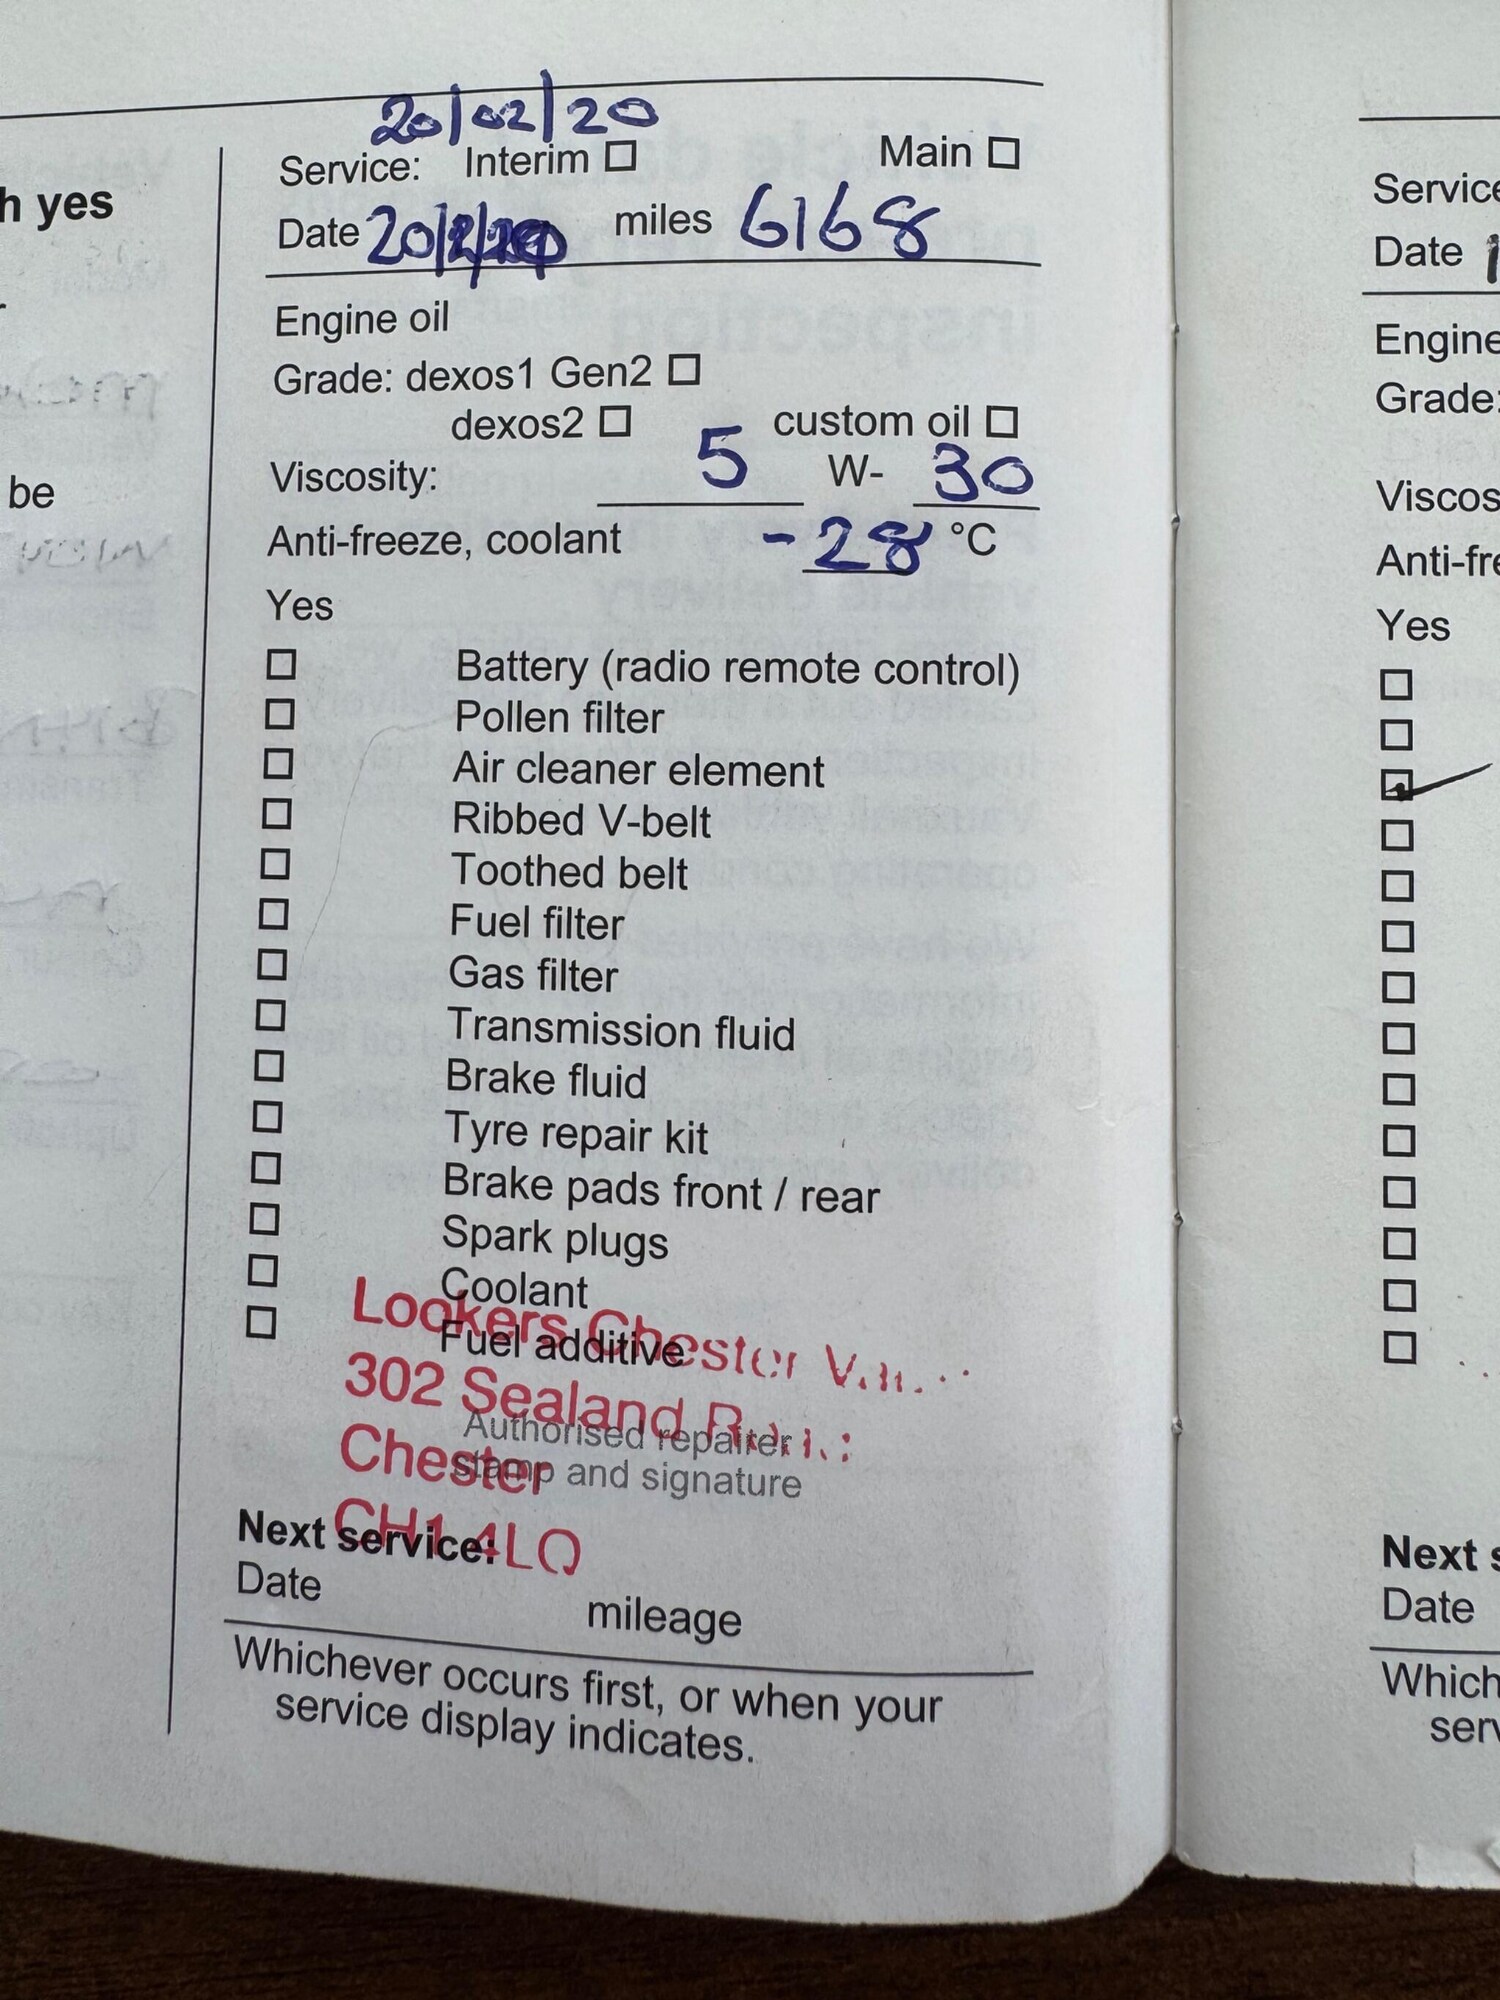 h yes
be
20/02/20
Service: Interim ☐ Main ☐
Date 20/2/20 miles 6168
Engine oil
Grade: dexos1 Gen2 ☐
dexos2 ☐ custom oil ☐
Viscosity: 5 W- 30
Anti-freeze, coolant -28 °C
Yes
☐ Battery (radio remote control)
☐ Pollen filter
☐ Air cleaner element
☐ Ribbed V-belt
☐ Toothed belt
☐ Fuel filter
☐ Gas filter
☐ Transmission fluid
☐ Brake fluid
☐ Tyre repair kit
☐ Brake pads front / rear
☐ Spark plugs
☐ Coolant
☐ Fuel additive
Lookers Chester
302 Sealand
Chester
CH1 4LQ
Authorised repairer
stamp and signature
Next service:
Date mileage
Whichever occurs first, or when your
service display indicates.
Service
Date
Engine
Grade:
Viscos
Anti-fre
Yes
Next s
Date
Which
serv